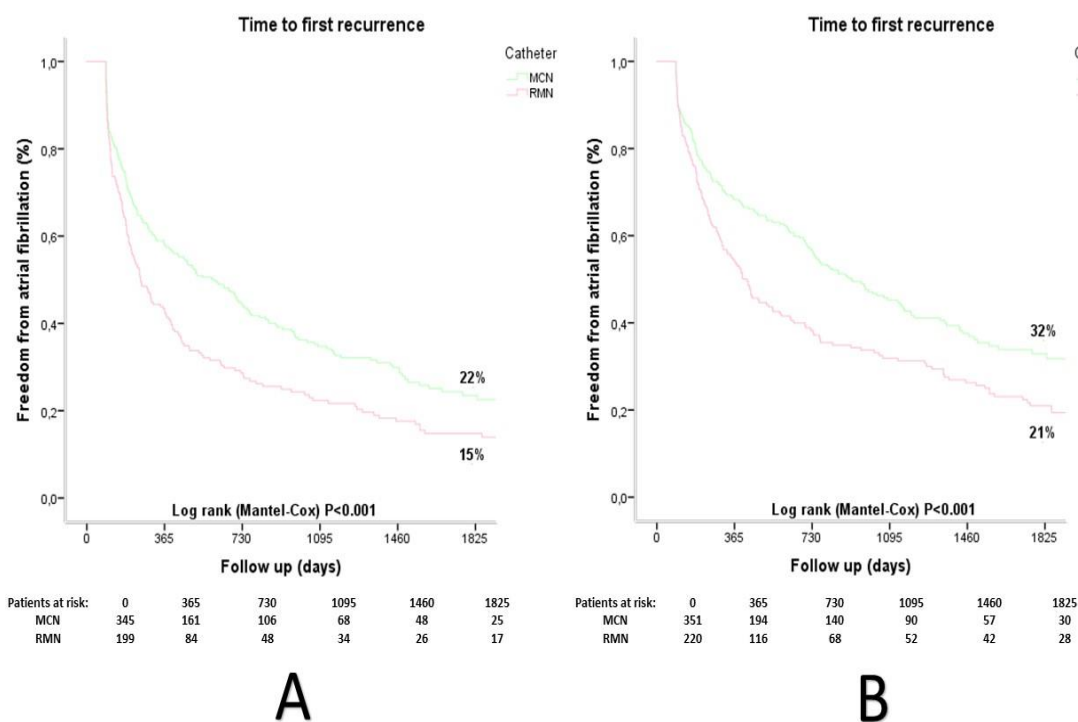 Time to first recurrence
Catheter
MCN
RMN
Freedom from atrial fibrillation (%)
1,0
0,8
0,6
0,4
0,2
0,0
22%
15%
Log rank (Mantel-Cox) P<0.001
0 365 730 1095 1460 1825
Follow up (days)
Patients at risk: 0 365 730 1095 1460 1825
MCN 345 161 106 68 48 25
RMN 199 84 48 34 26 17
A
Time to first recurrence
C
Freedom from atrial fibrillation (%)
1,0
0,8
0,6
0,4
0,2
0,0
32%
21%
Log rank (Mantel-Cox) P<0.001
0 365 730 1095 1460 1825
Follow up (days)
Patients at risk: 0 365 730 1095 1460 1825
MCN 351 194 140 90 57 30
RMN 220 116 68 52 42 28
B